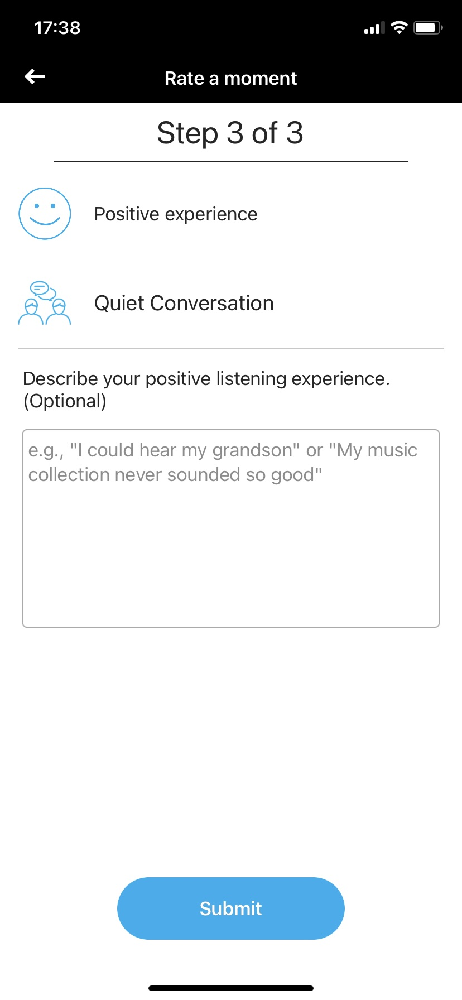 17:38
Rate a moment
Step 3 of 3
Positive experience
Quiet Conversation
Describe your positive listening experience.
(Optional)
e.g., "I could hear my grandson" or "My music
collection never sounded so good"
Submit